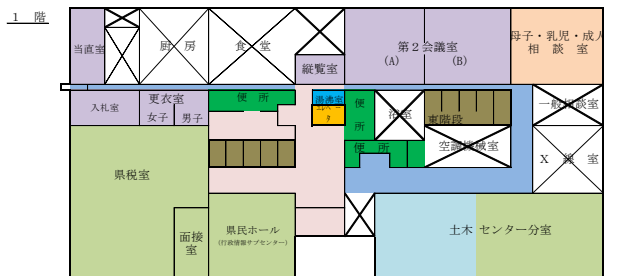 1 階
当直室
厨 房
食 堂
縦覧室
第２会議室
(A)
(B)
母子・乳児・成人
相 談 室
入札室
更衣室
女子
男子
便 所
湯沸室
便
所
浴室
東階段
一般相談室
便 所
空調機械室
X 線 室
県税室
面接
室
県民ホール
(行政情報サブセンター)
土木 センター分室